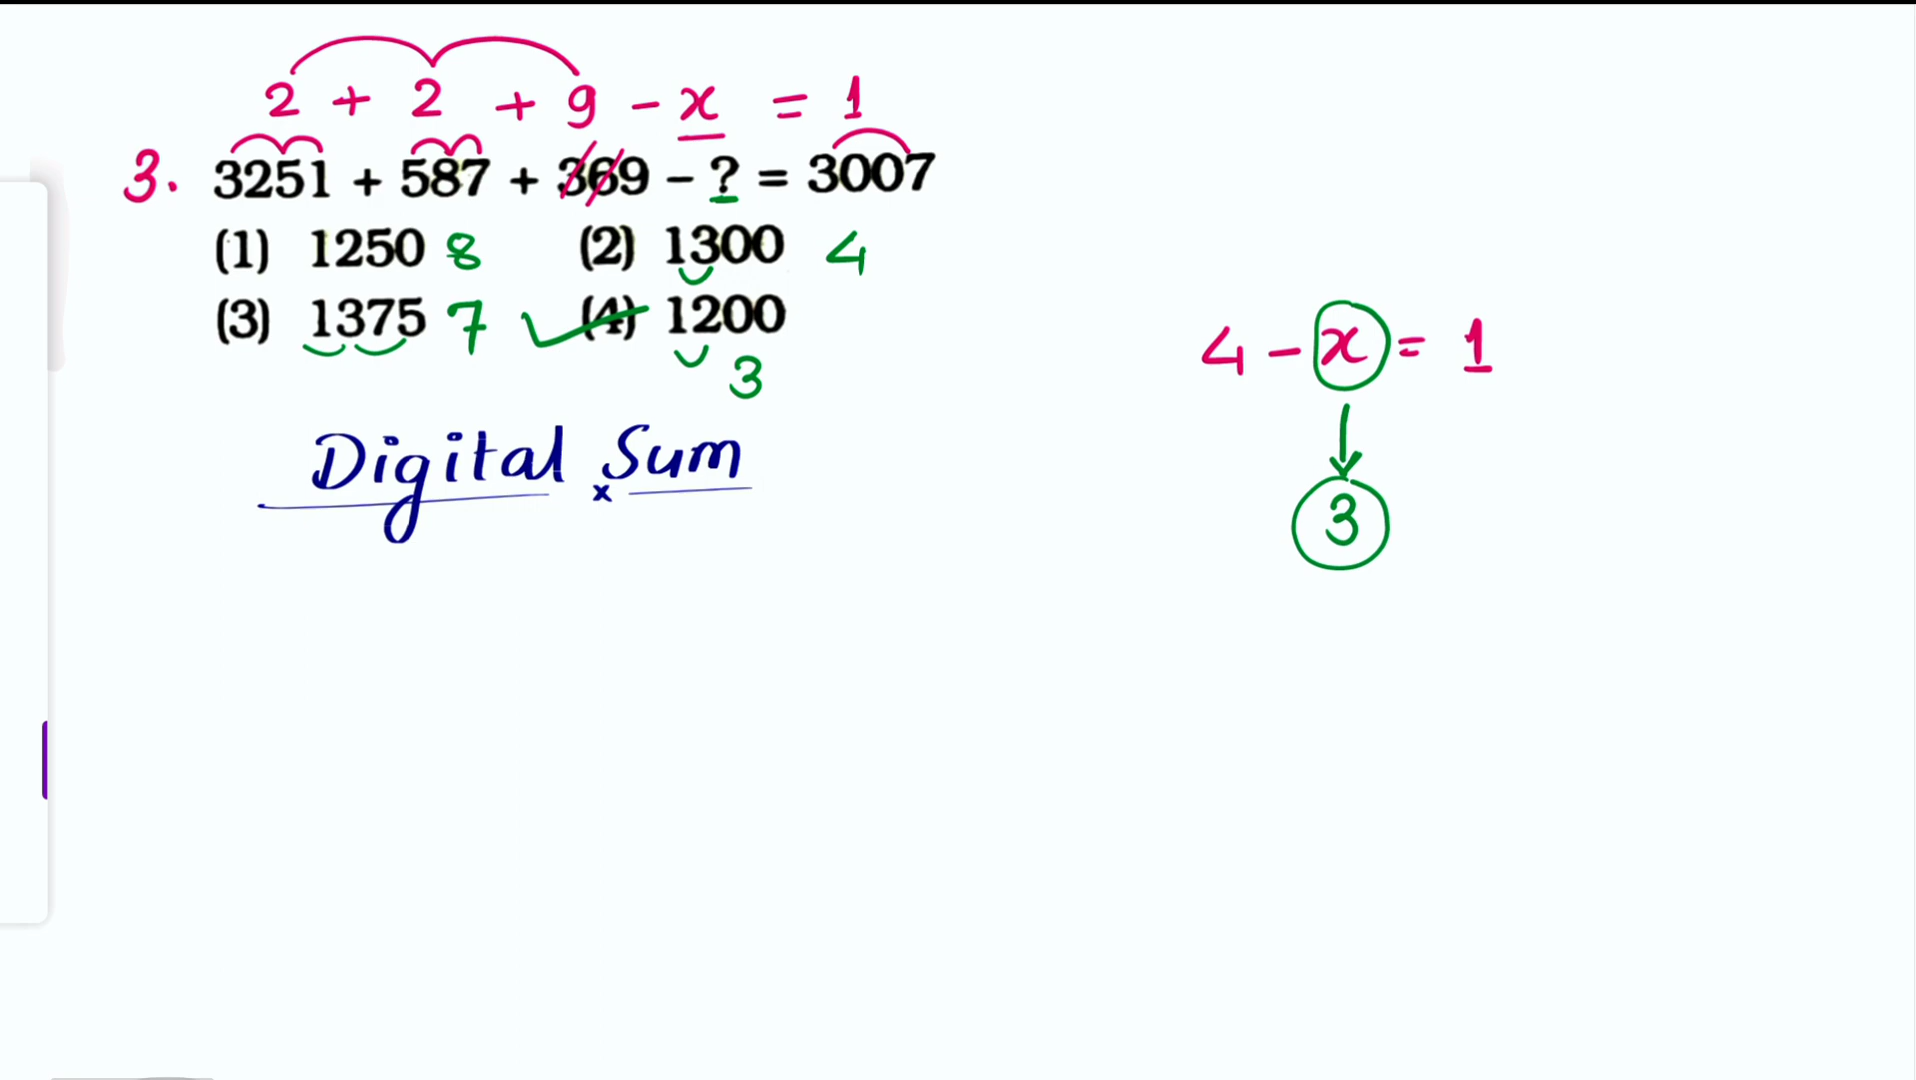 2 + 2 + 9 - x = 1
3. 3251 + 587 + 369 - ? = 3007
(1) 1250 8 (2) 1300 4
(3) 1375 7 (4) 1200
3
4 - x = 1
3
Digital Sum
x